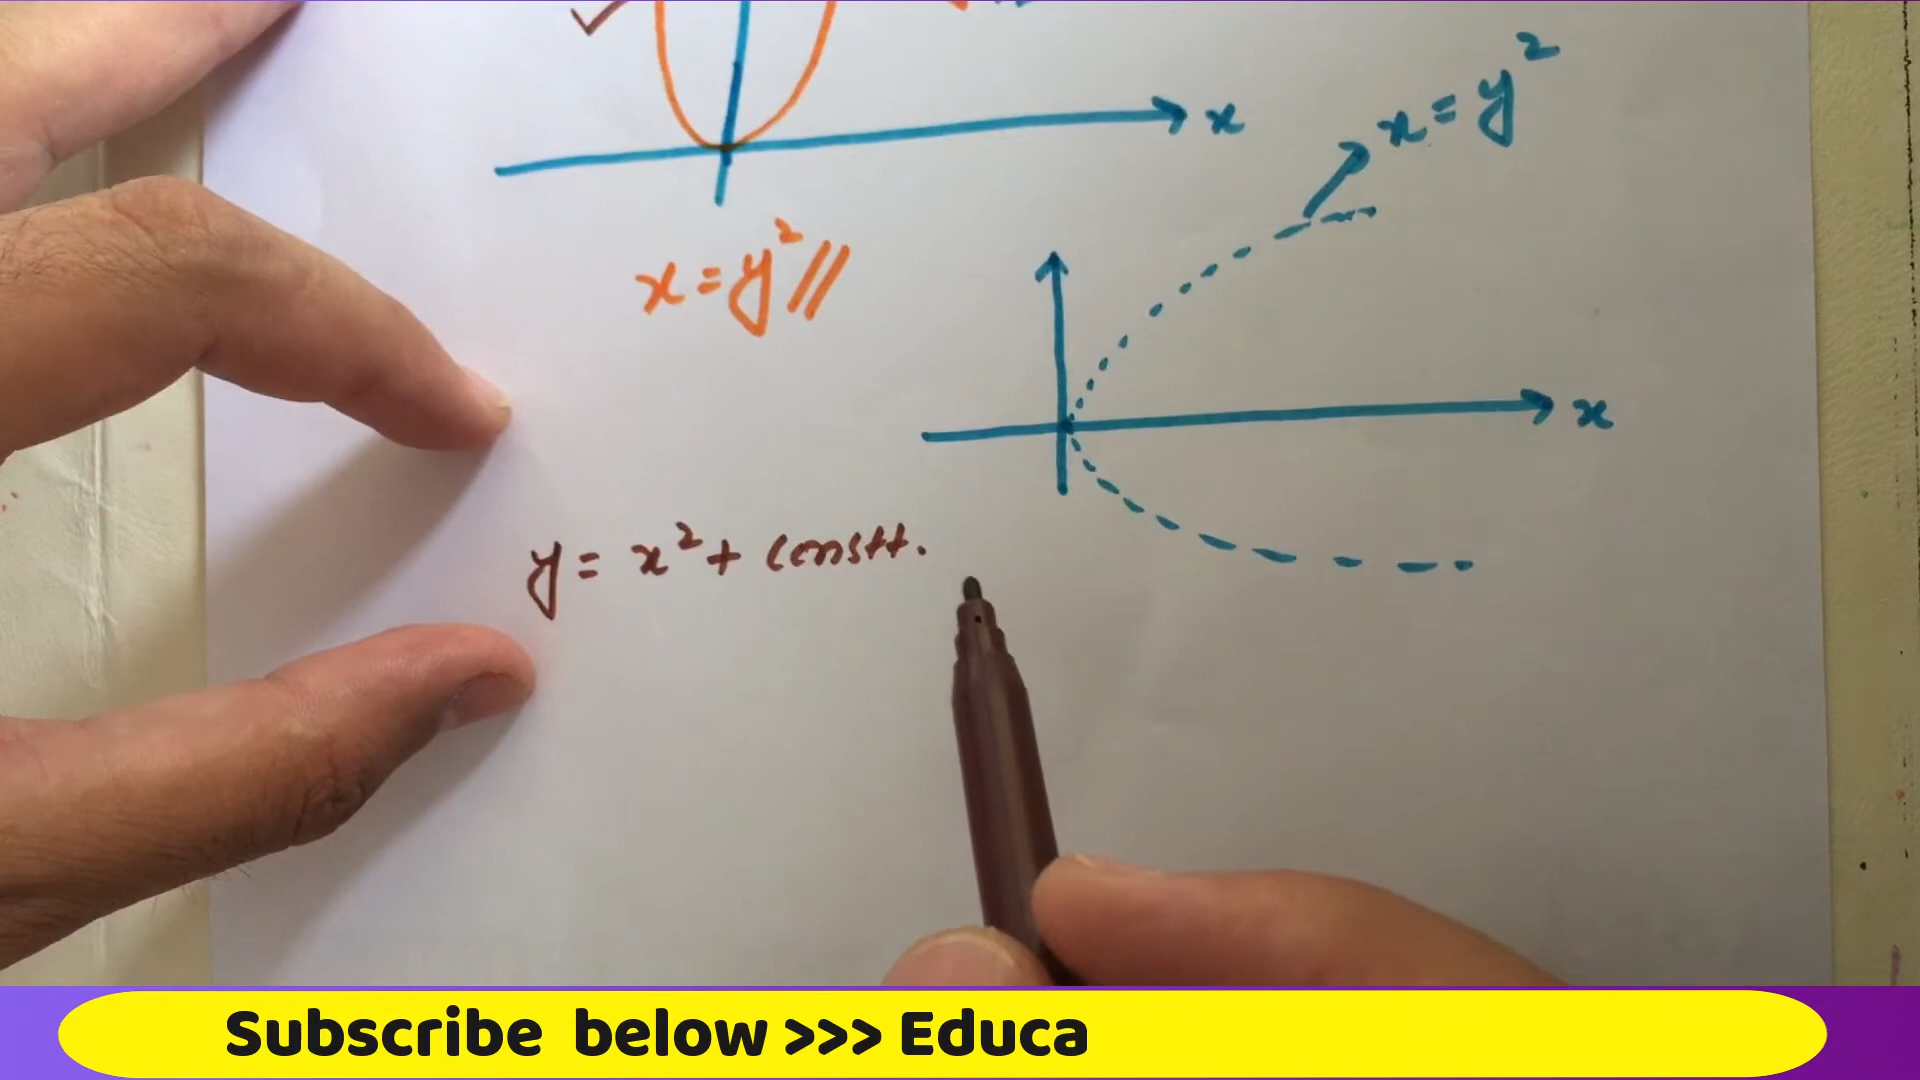 x
x = y²
x = y² //
x
y = x² + constt.
Subscribe below >>> Educa